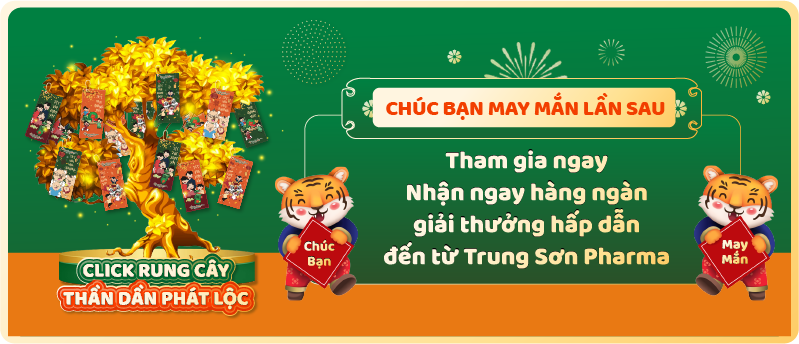 CHÚC BẠN MAY MẮN LẦN SAU
Tham gia ngay
Nhận ngay hàng ngàn
giải thưởng hấp dẫn
đến từ Trung Sơn Pharma
Chúc
Bạn
May
Mắn
CLICK RUNG CÂY
THẦN DẦN PHÁT LỘC